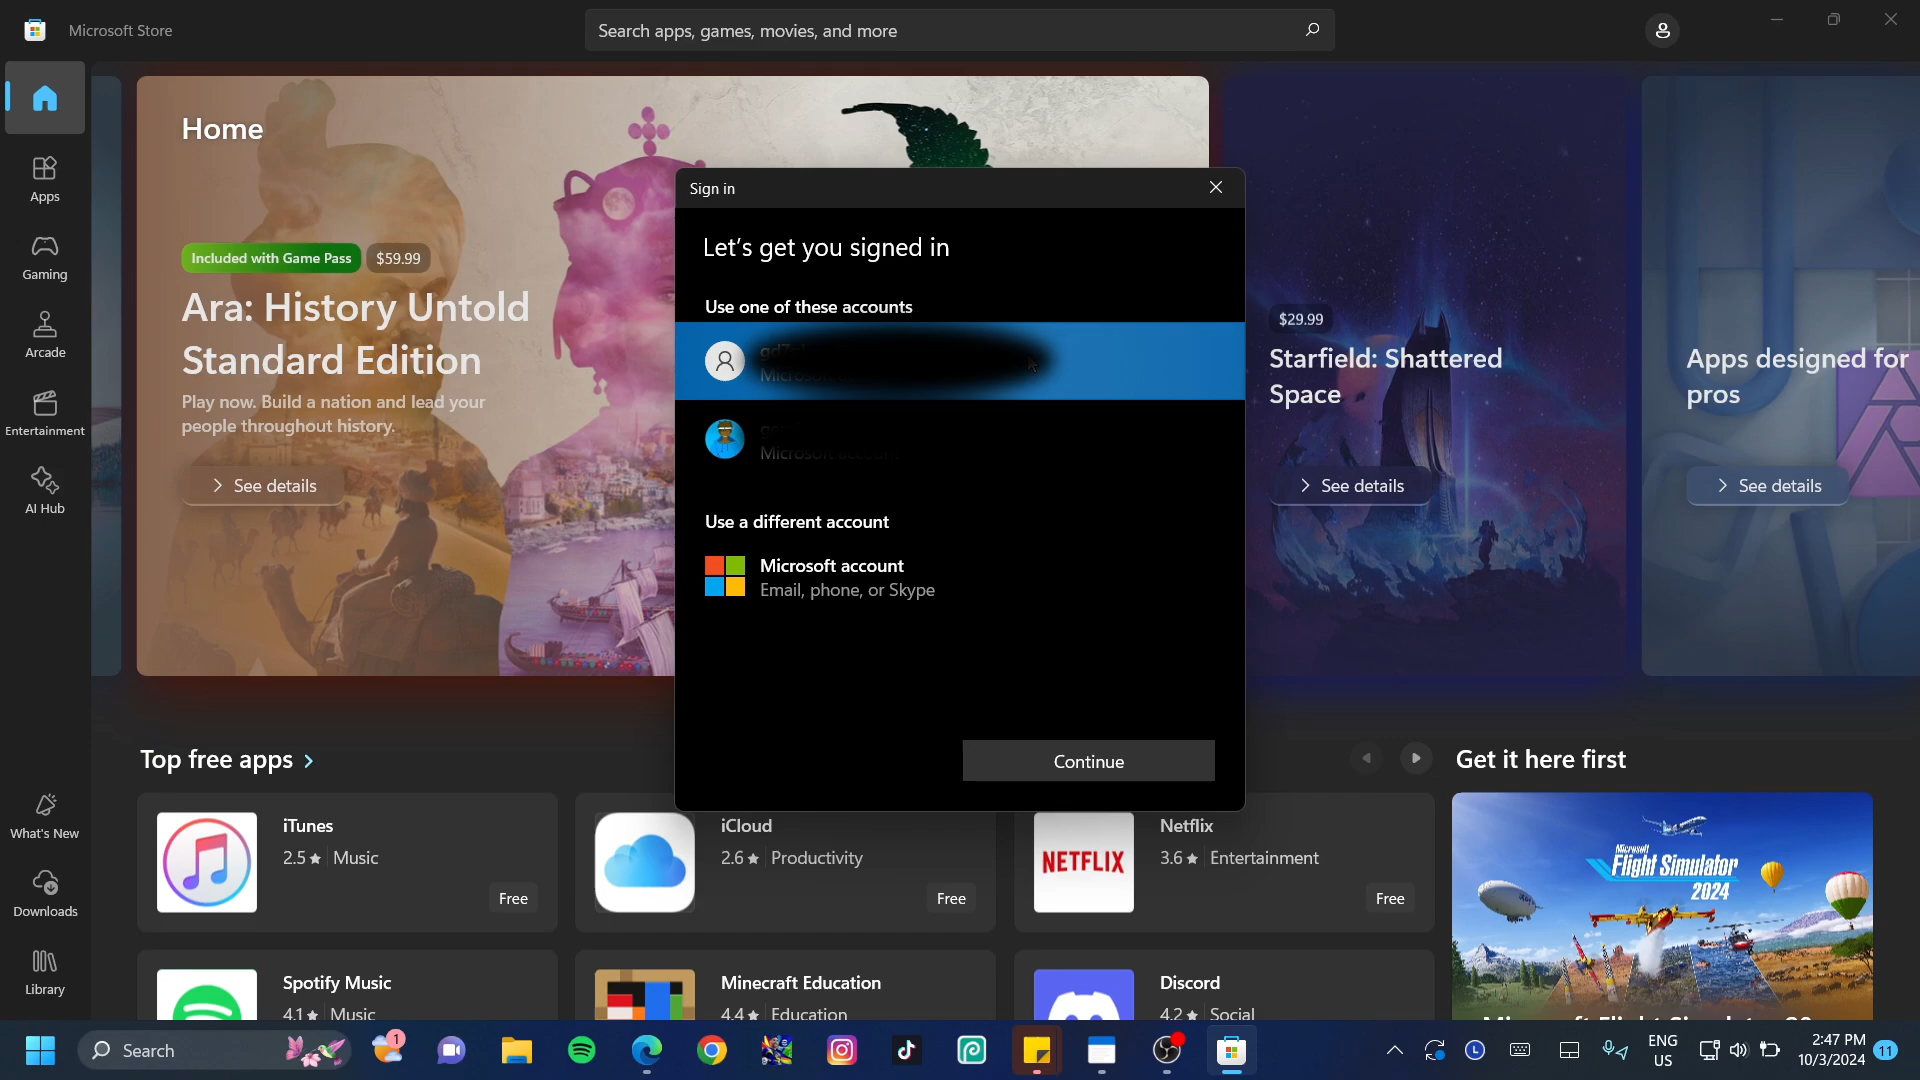 Microsoft Store
Search apps, games, movies, and more
Home
Apps
Gaming
Arcade
Entertainment
AI Hub
What's New
Downloads
Library
Included with Game Pass
$59.99
Ara: History Untold
Standard Edition
Play now. Build a nation and lead your
people throughout history.
See details
Sign in
Let's get you signed in
Use one of these accounts
Microsoft
Use a different account
Microsoft account
Email, phone, or Skype
Continue
$29.99
Starfield: Shattered
Space
See details
Apps designed for
pros
See details
Top free apps
iTunes
2.5★ Music
Free
iCloud
2.6★ Productivity
Free
NETFLIX
Netflix
3.6★ Entertainment
Free
Spotify Music
4.1★ Music
Minecraft Education
4.4★ Education
Discord
4.2★ Social
Get it here first
Microsoft
Flight Simulator
2024
Search
1
ENG
US
2:47 PM
10/3/2024
11